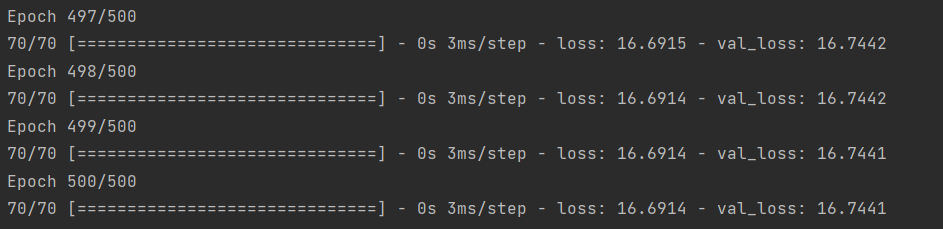 Epoch 497/500
70/70 [==============================] - 0s 3ms/step - loss: 16.6915 - val_loss: 16.7442
Epoch 498/500
70/70 [==============================] - 0s 3ms/step - loss: 16.6914 - val_loss: 16.7442
Epoch 499/500
70/70 [==============================] - 0s 3ms/step - loss: 16.6914 - val_loss: 16.7441
Epoch 500/500
70/70 [==============================] - 0s 3ms/step - loss: 16.6914 - val_loss: 16.7441